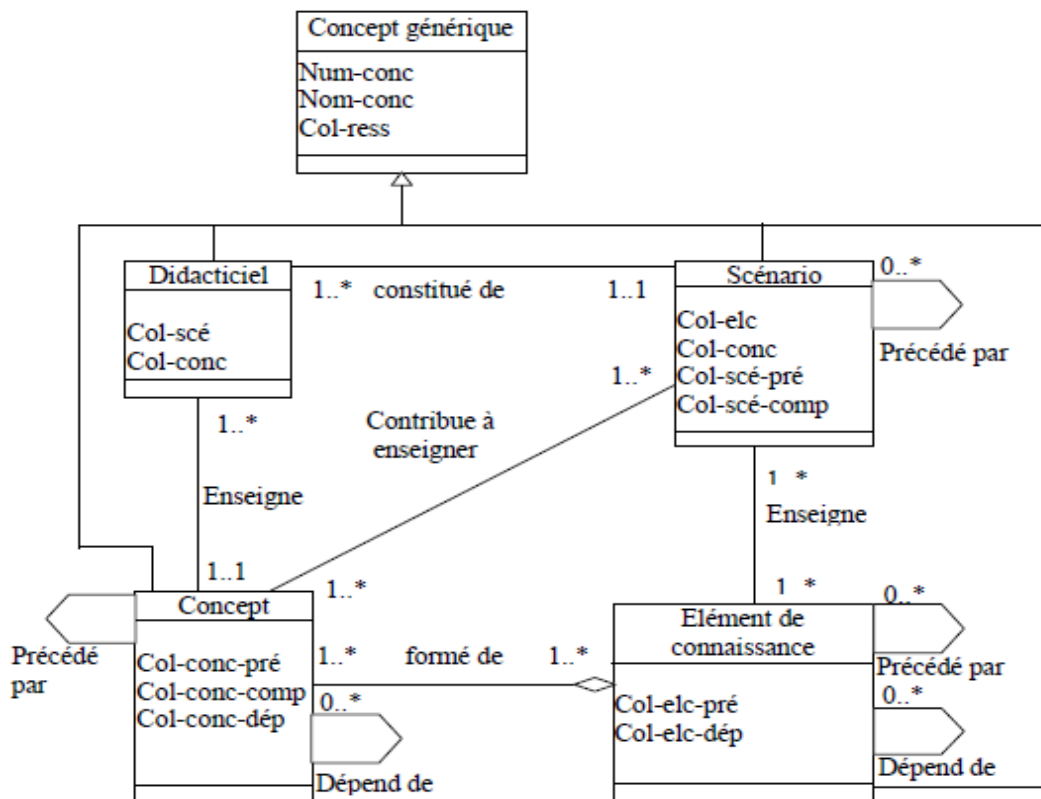 Concept générique
Num-conc
Nom-conc
Col-ress
Didacticiel
Col-scé
Col-conc
1..* constitué de 1..1
Scénario
Col-elc
Col-conc
Col-scé-pré
Col-scé-comp
0..*
Précédé par
1..*
Contribue à
enseigner
1..*
1..*
Enseigne
1..1
1 *
Enseigne
1 *
Concept
Col-conc-pré
Col-conc-comp
Col-conc-dép
Précédé
par
1..* formé de 1..*
0..*
Dépend de
Elément de
connaissance
Col-elc-pré
Col-elc-dép
0..*
Précédé par
0..*
Dépend de